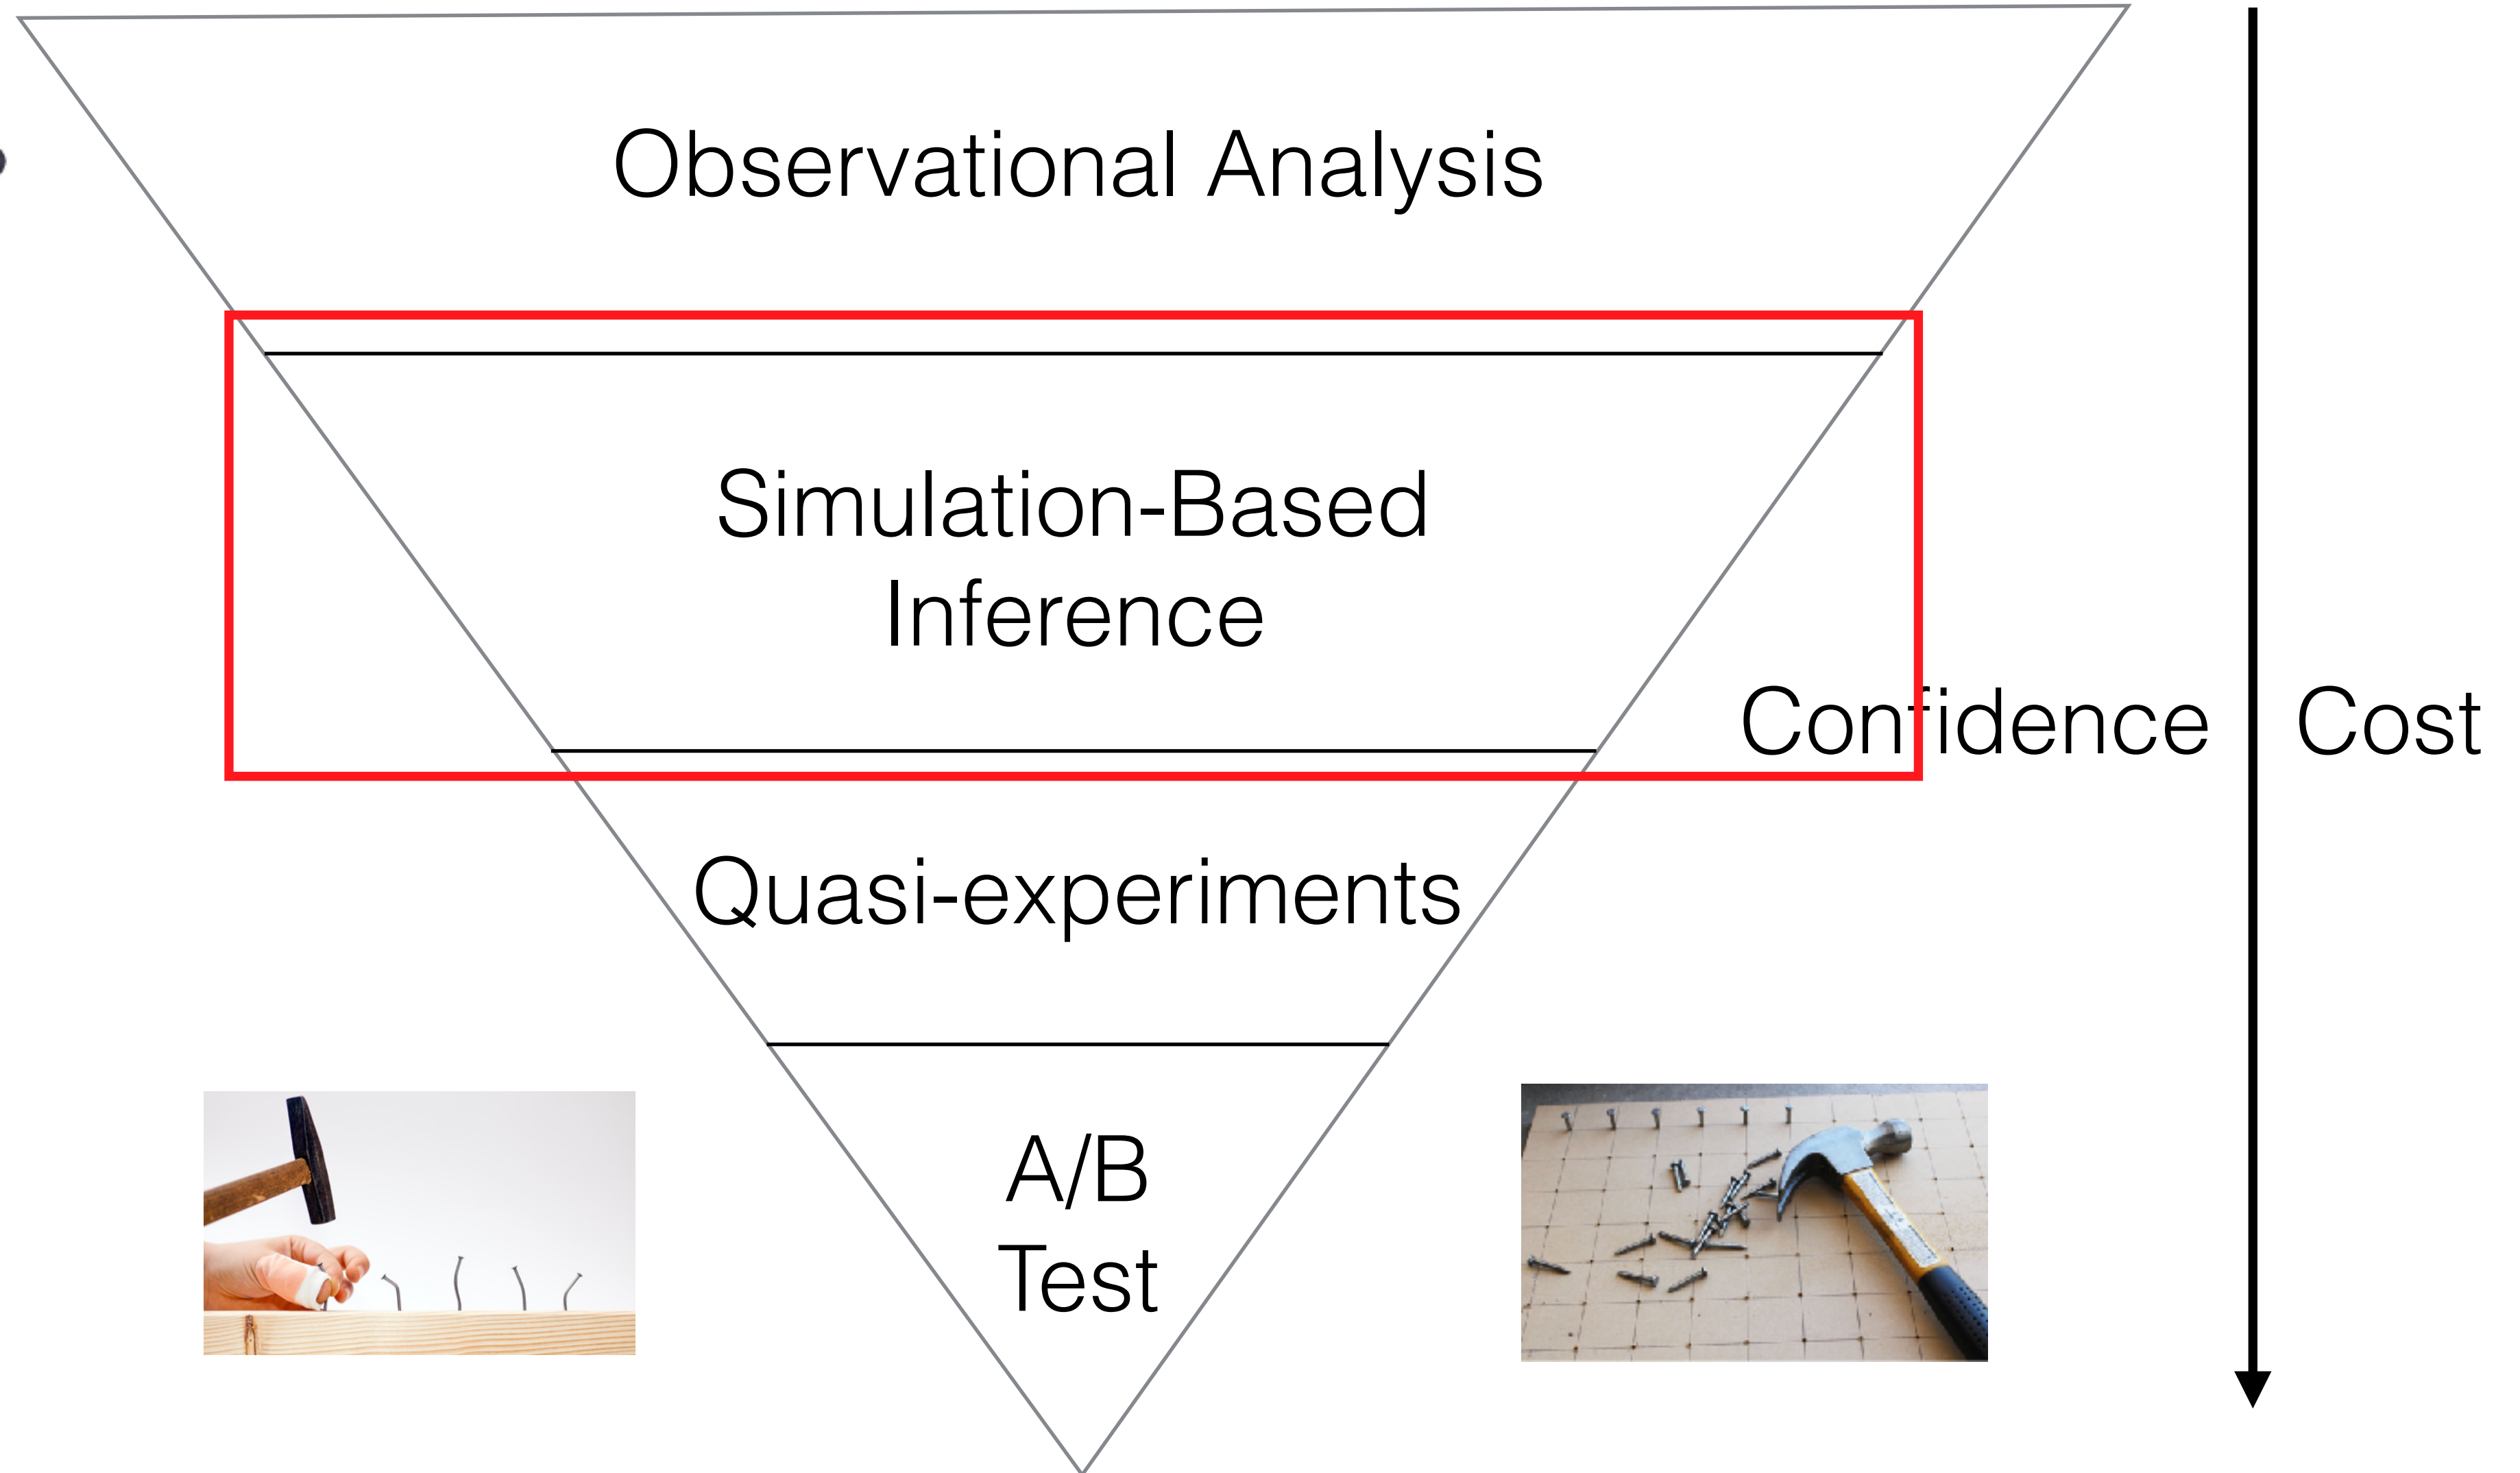 Observational Analysis
Simulation-Based
Inference
Confidence
Cost
Quasi-experiments
A/B
Test